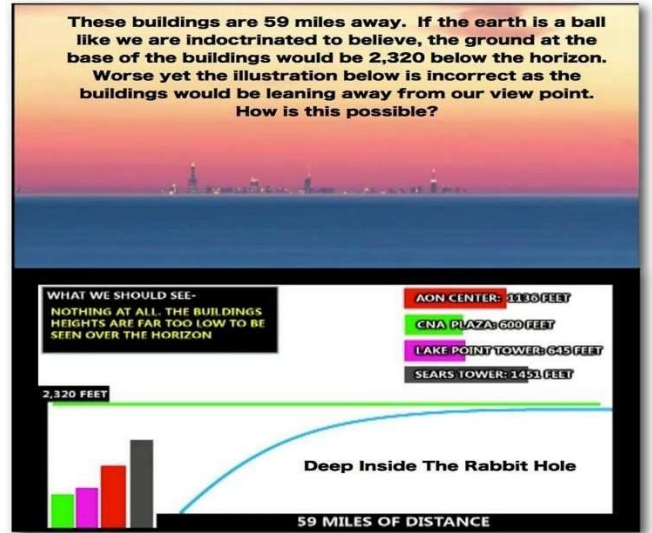 These buildings are 59 miles away.  If the earth is a ball
like we are indoctrinated to believe, the ground at the
base of the buildings would be 2,320 below the horizon.
Worse yet the illustration below is incorrect as the
buildings would be leaning away from our view point.
How is this possible?
WHAT WE SHOULD SEE-
NOTHING AT ALL. THE BUILDINGS
HEIGHTS ARE FAR TOO LOW TO BE
SEEN OVER THE HORIZON
AON CENTER: 1136 FEET
CNA PLAZA: 600 FEET
LAKE POINT TOWER: 645 FEET
SEARS TOWER: 1451 FEET
2,320 FEET
Deep Inside The Rabbit Hole
59 MILES OF DISTANCE